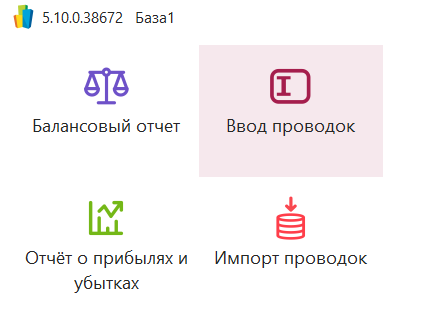 5.10.0.38672 База1
Балансовый отчет
Ввод проводок
Отчёт о прибылях и
убытках
Импорт проводок